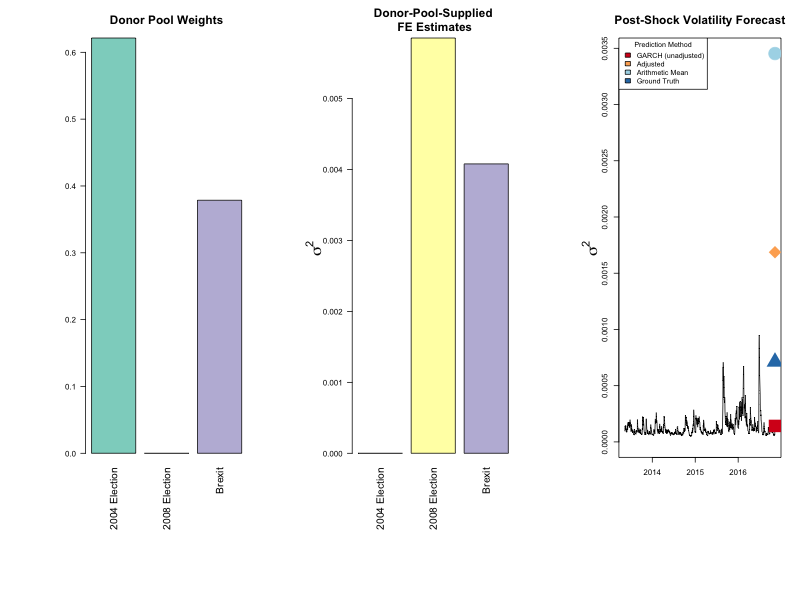 Donor Pool Weights
0.6
0.5
0.4
0.3
0.2
0.1
0.0
2004 Election
2008 Election
Brexit
Donor-Pool-Supplied
FE Estimates
σ²
0.005
0.004
0.003
0.002
0.001
0.000
2004 Election
2008 Election
Brexit
Post-Shock Volatility Forecast
σ²
0.0035
0.0030
0.0025
0.0020
0.0015
0.0010
0.0005
0.0000
Prediction Method
GARCH (unadjusted)
Adjusted
Arithmetic Mean
Ground Truth
2014
2015
2016